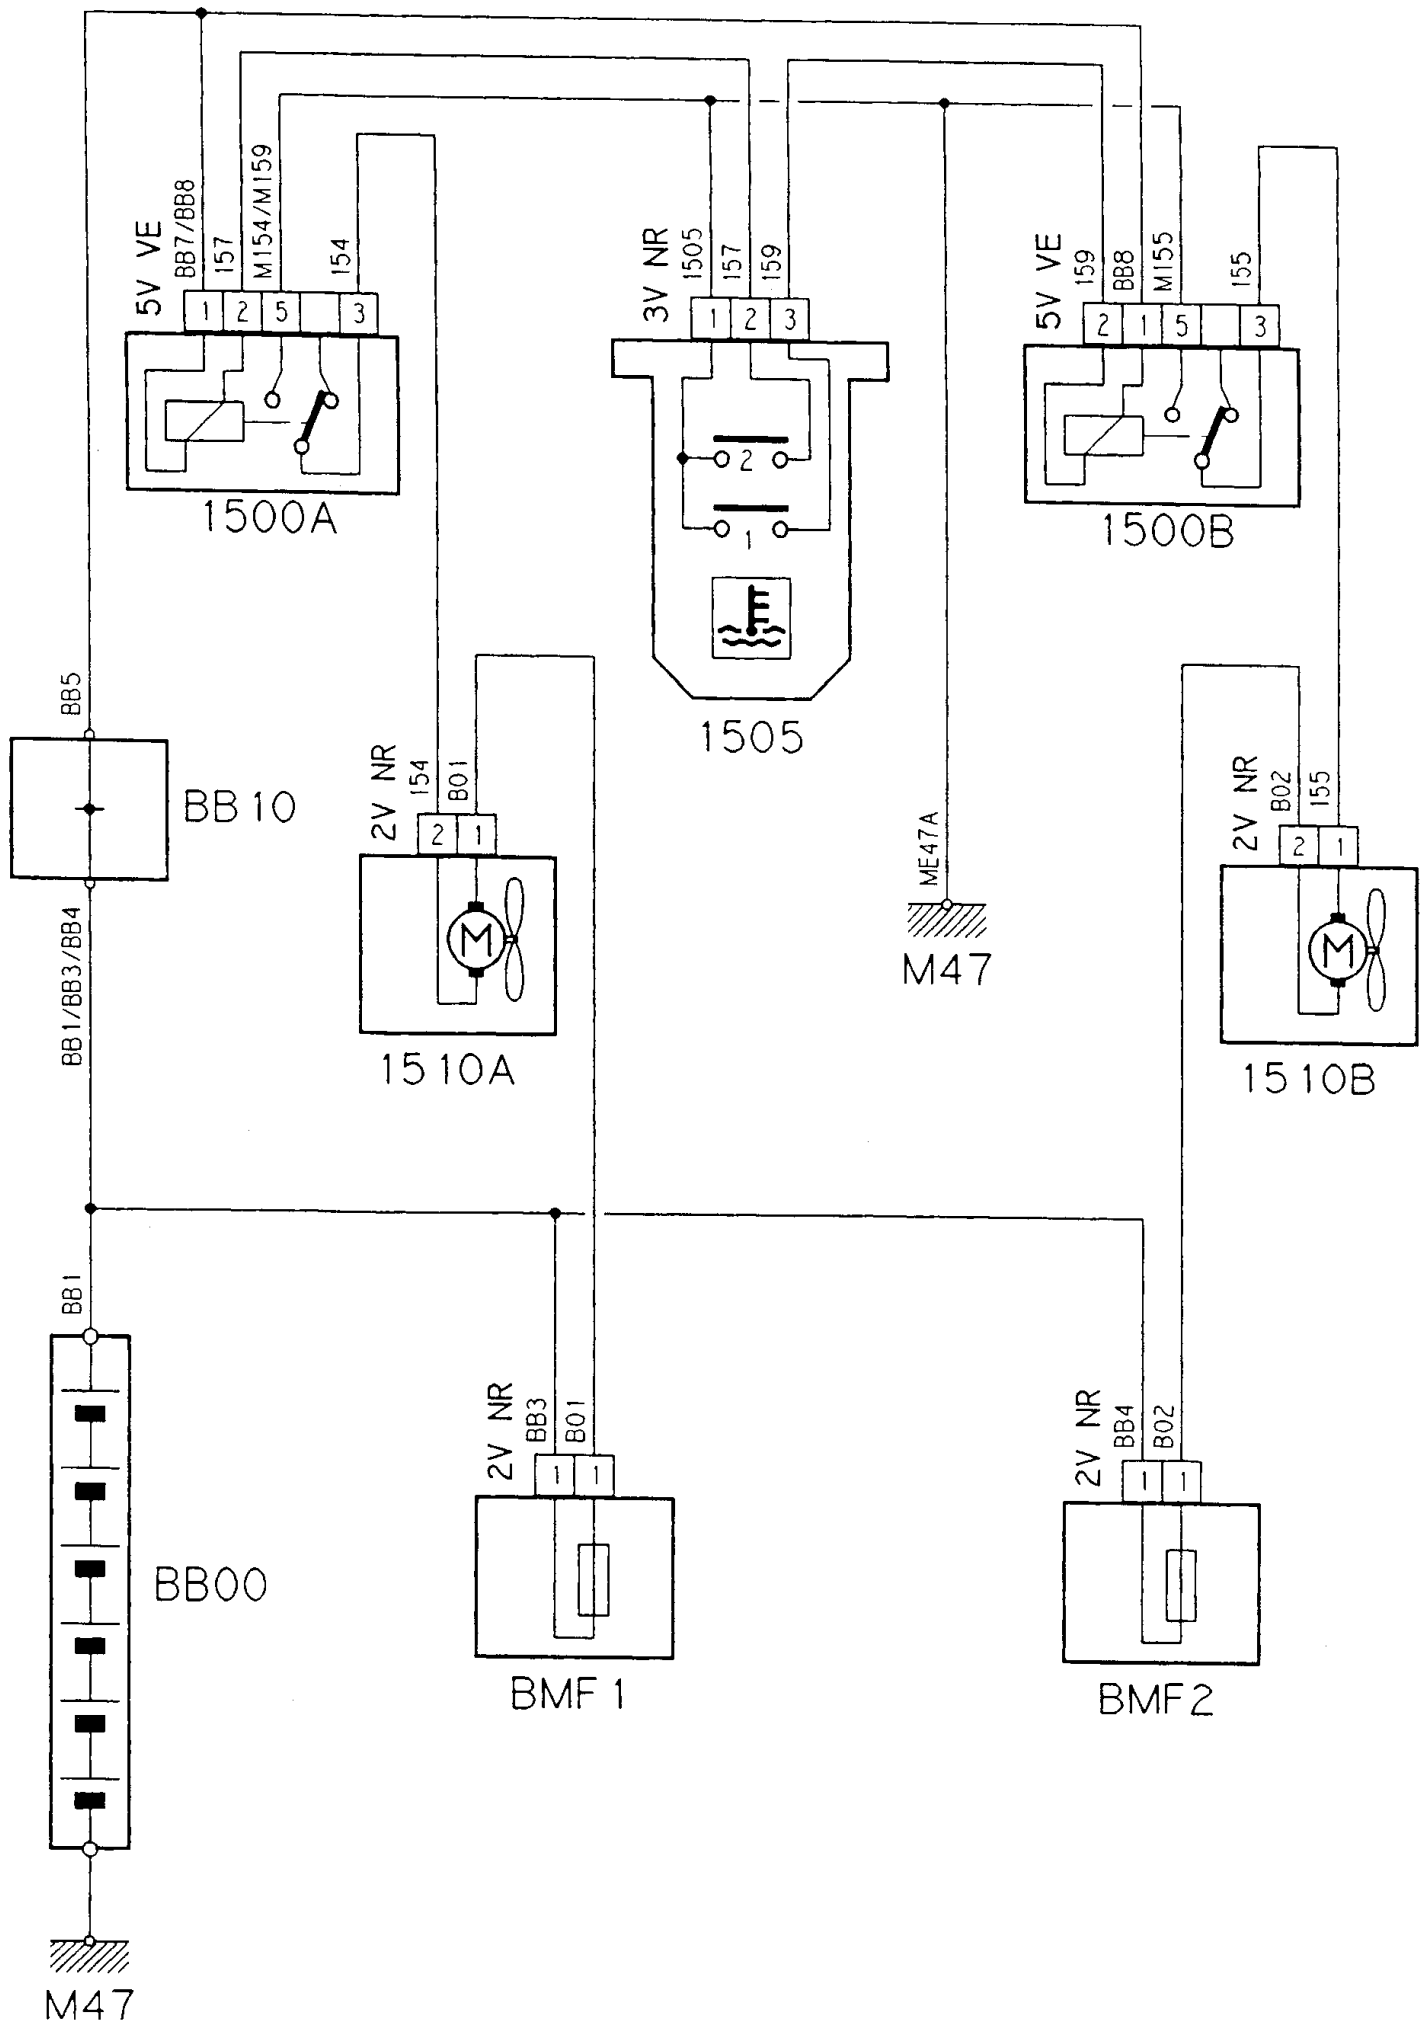 5V VE
BB7/BB8
157
M154/M159
154
1
2
5
3
1500A
3V NR
1505
157
159
1
2
3
2
1
1505
5V VE
159
BB8
M155
155
2
1
5
3
1500B
BB5
BB10
BB1/BB3/BB4
2V NR
154
B01
2
1
M
1510A
ME47A
M47
2V NR
B02
155
2
1
M
1510B
BB1
BB00
M47
2V NR
BB3
B01
1
1
BMF1
2V NR
BB4
B02
1
1
BMF2